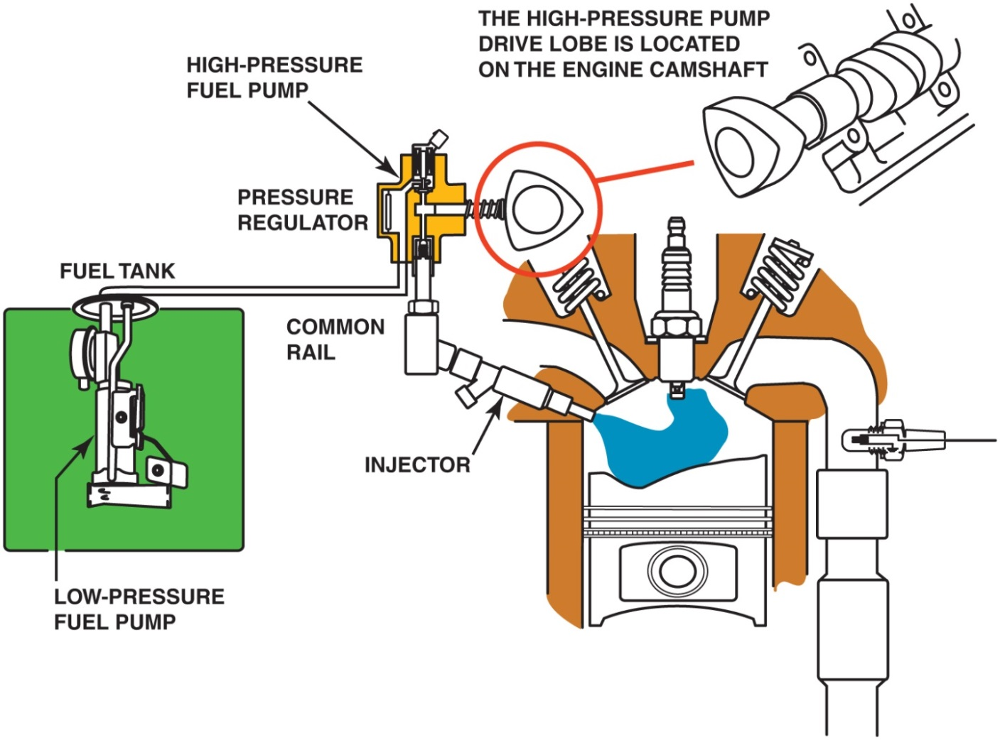 THE HIGH-PRESSURE PUMP
DRIVE LOBE IS LOCATED
ON THE ENGINE CAMSHAFT
HIGH-PRESSURE
FUEL PUMP
PRESSURE
REGULATOR
FUEL TANK
COMMON
RAIL
INJECTOR
LOW-PRESSURE
FUEL PUMP